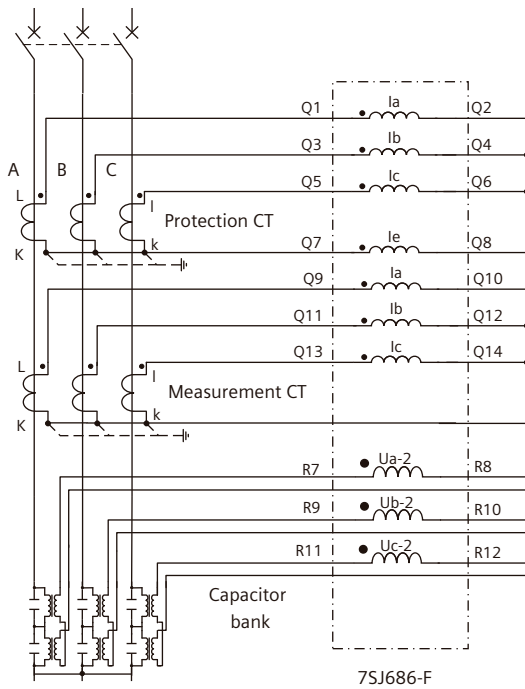 Q1 Ia Q2
Q3 Ib Q4
A B C
Q5 Ic Q6
L l
Protection CT
K k
Q7 Ie Q8
Q9 Ia Q10
Q11 Ib Q12
Q13 Ic Q14
L l
Measurement CT
K k
R7 Ua-2 R8
R9 Ub-2 R10
R11 Uc-2 R12
Capacitor
bank
7SJ686-F